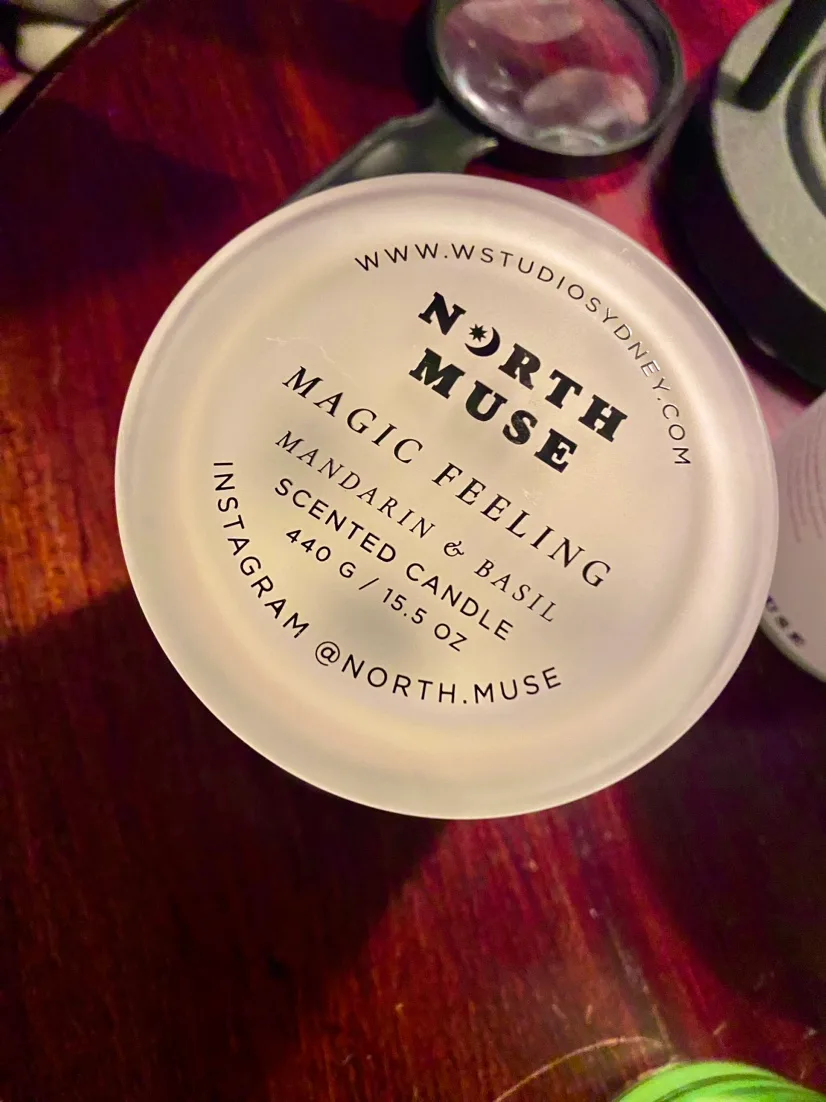 WWW.WSTUDIOSYDNEY.COM
NORTH
MUSE
MAGIC FEELING
MANDARIN & BASIL
SCENTED CANDLE
440 G / 15.5 OZ
INSTAGRAM @NORTH.MUSE